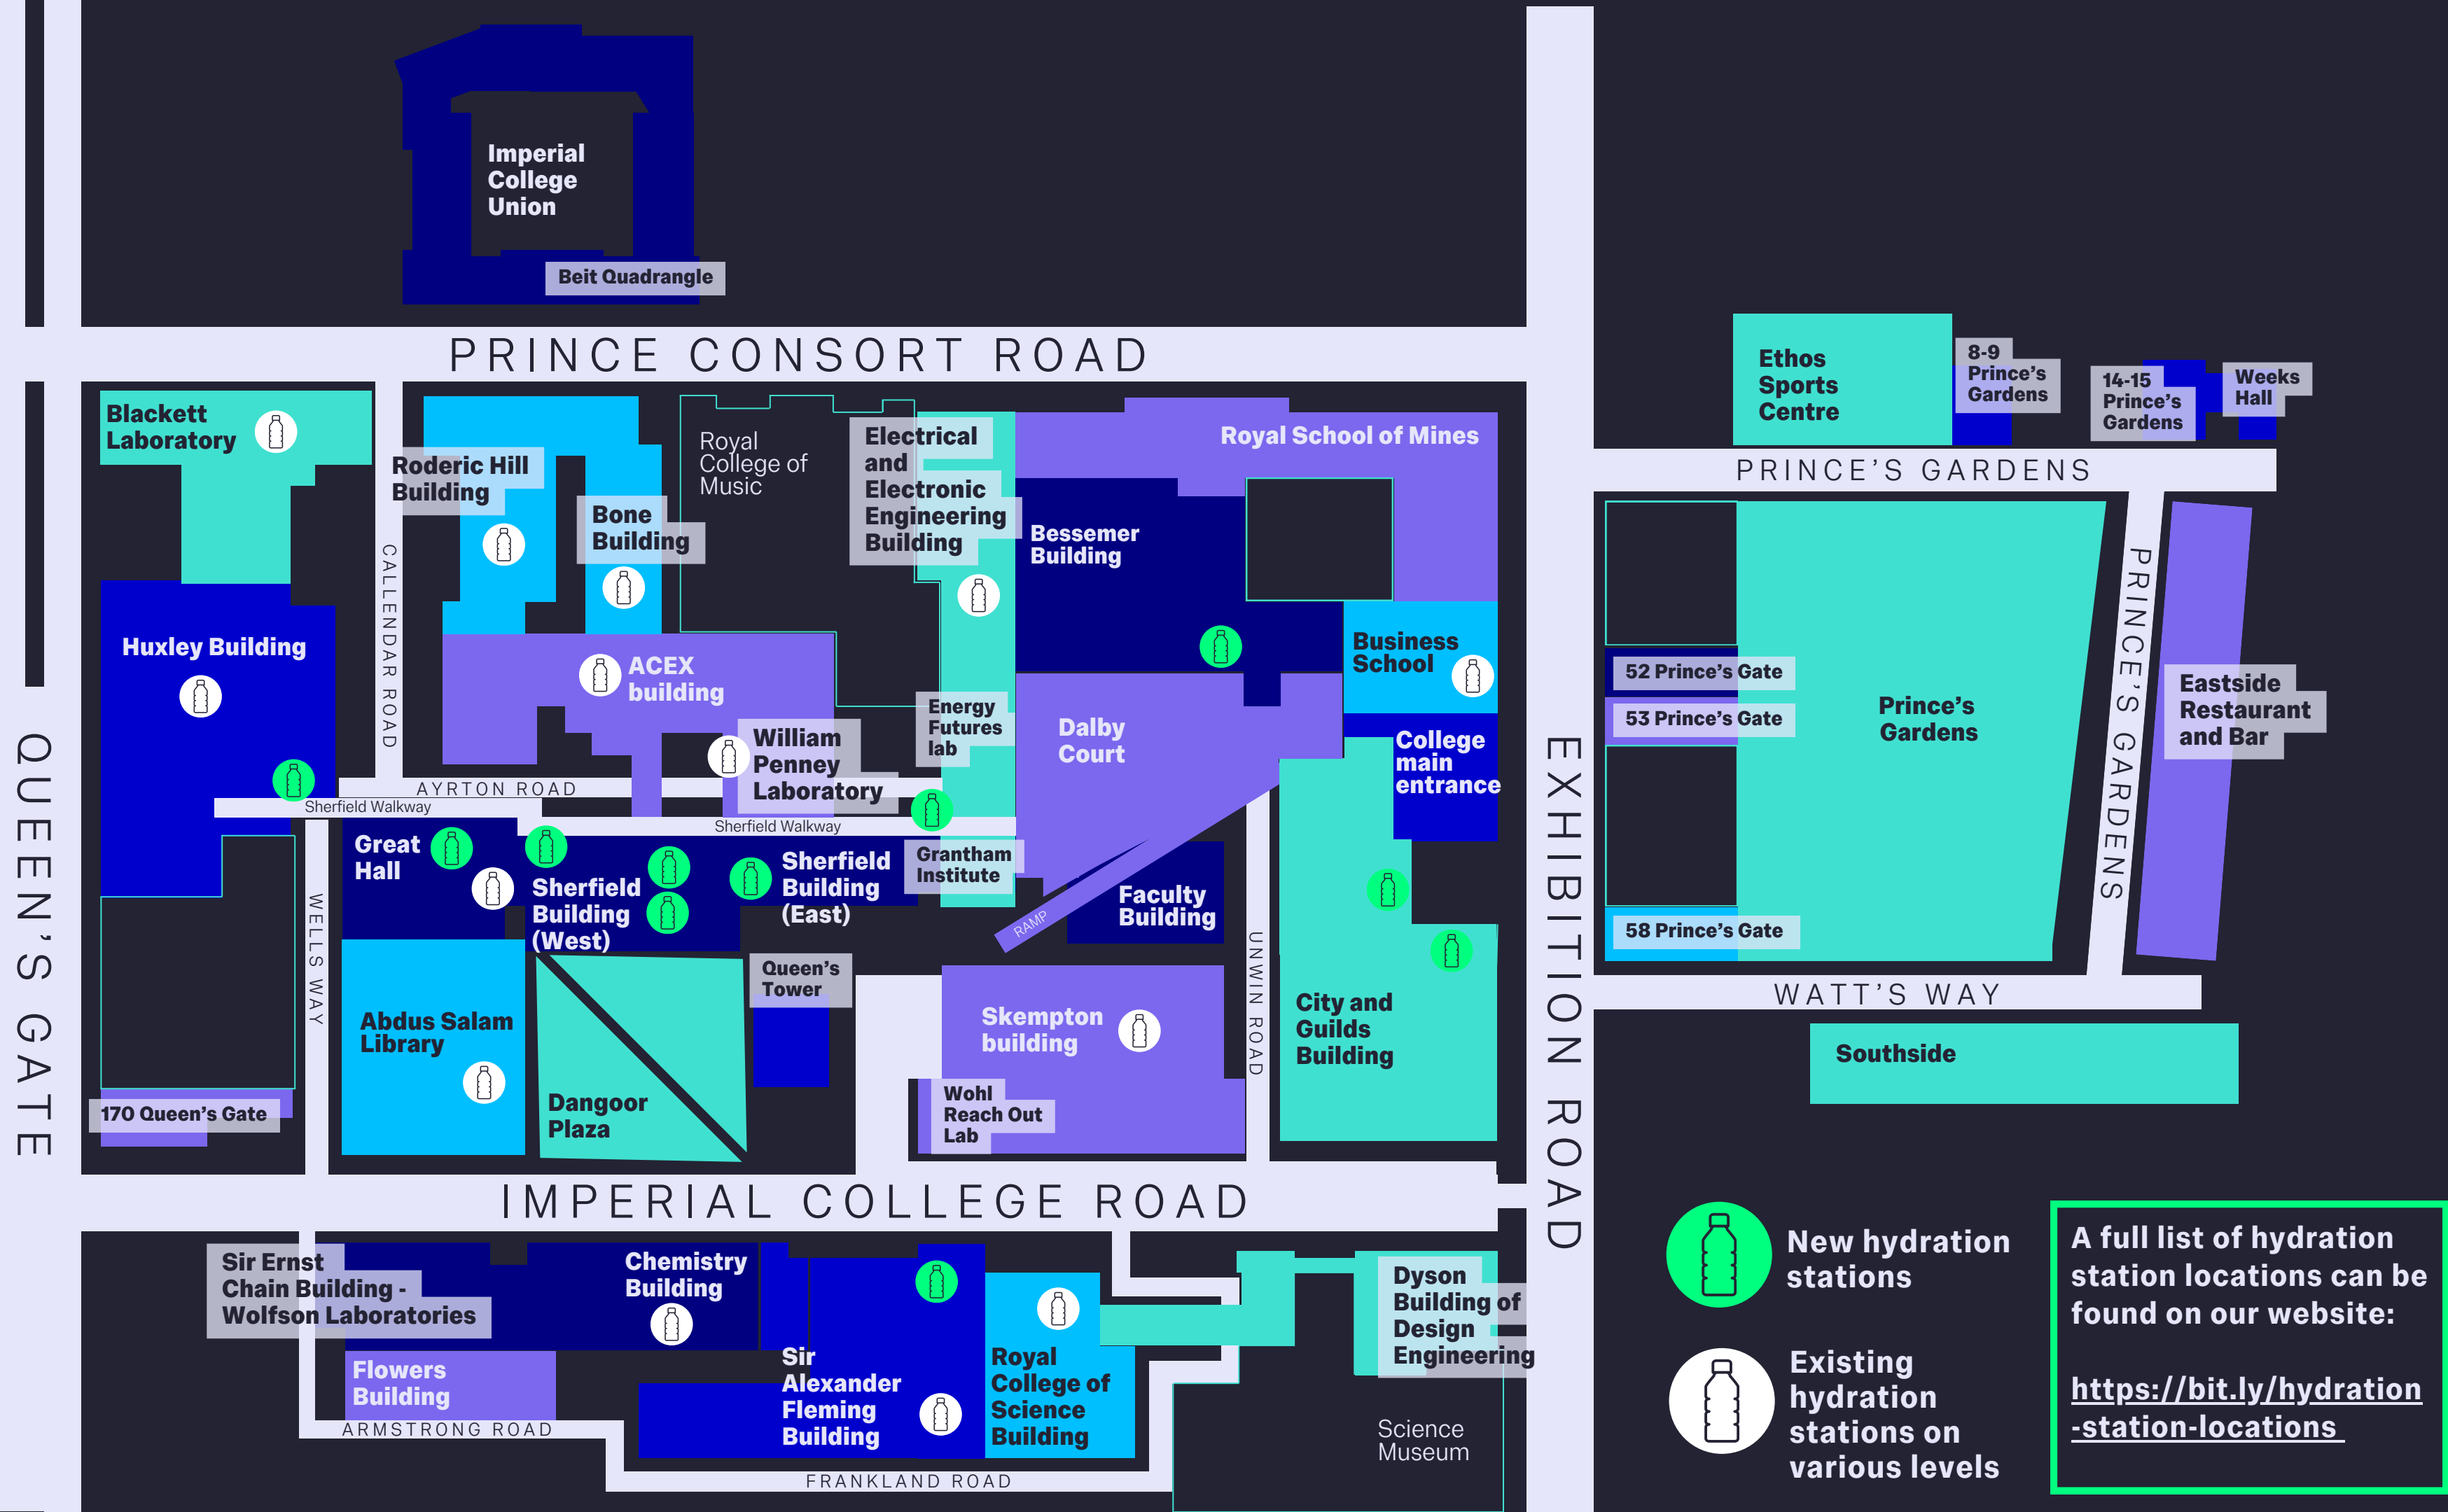 Imperial
College
Union
Beit Quadrangle
PRINCE CONSORT ROAD
Blackett
Laboratory
Roderic Hill
Building
Bone
Building
Royal
College of
Music
Electrical
and
Electronic
Engineering
Building
Royal School of Mines
Bessemer
Building
Huxley Building
CALLENDAR ROAD
ACEX
building
William
Penney
Laboratory
Energy
Futures
lab
Dalby
Court
Business
School
College
main
entrance
QUEEN'S GATE
AYRTON ROAD
Sherfield Walkway
Sherfield Walkway
Great
Hall
Sherfield
Building
(West)
Sherfield
Building
(East)
Grantham
Institute
RAMP
Faculty
Building
WELLS WAY
Abdus Salam
Library
Queen's
Tower
Dangoor
Plaza
Skempton
building
Wohl
Reach Out
Lab
UNWIN ROAD
City and
Guilds
Building
170 Queen's Gate
EXHIBITION ROAD
IMPERIAL COLLEGE ROAD
Sir Ernst
Chain Building -
Wolfson Laboratories
Chemistry
Building
Flowers
Building
Sir
Alexander
Fleming
Building
Royal
College of
Science
Building
Dyson
Building of
Design
Engineering
Science
Museum
ARMSTRONG ROAD
FRANKLAND ROAD
Ethos
Sports
Centre
8-9
Prince's
Gardens
14-15
Prince's
Gardens
Weeks
Hall
PRINCE'S GARDENS
52 Prince's Gate
53 Prince's Gate
58 Prince's Gate
Prince's
Gardens
PRINCE'S GARDENS
Eastside
Restaurant
and Bar
WATT'S WAY
Southside
New hydration
stations
Existing
hydration
stations on
various levels
A full list of hydration
station locations can be
found on our website:
https://bit.ly/hydration
-station-locations